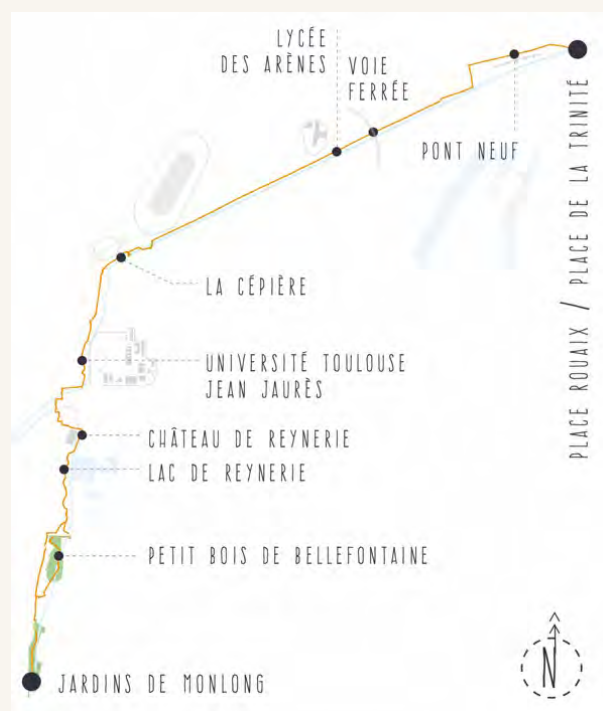 LYCÉE
DES ARÈNES
VOIE
FERRÉE
PONT NEUF
PLACE ROUAIX / PLACE DE LA TRINITÉ
LA CÉPIÈRE
UNIVERSITÉ TOULOUSE
JEAN JAURÈS
CHÂTEAU DE REYNERIE
LAC DE REYNERIE
PETIT BOIS DE BELLEFONTAINE
JARDINS DE MONLONG
N